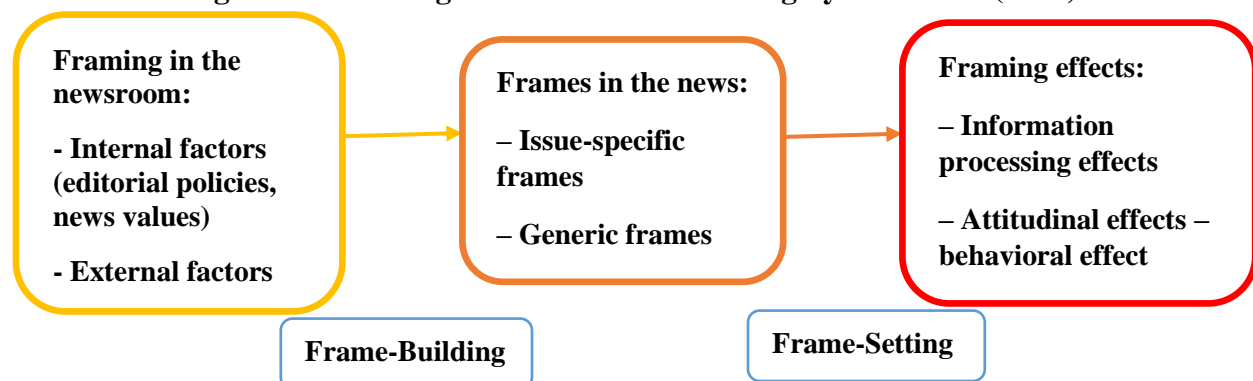 Framing in the
newsroom:
- Internal factors
(editorial policies,
news values)
- External factors
Frames in the news:
– Issue-specific
frames
– Generic frames
Framing effects:
– Information
processing effects
– Attitudinal effects –
behavioral effect
Frame-Building
Frame-Setting